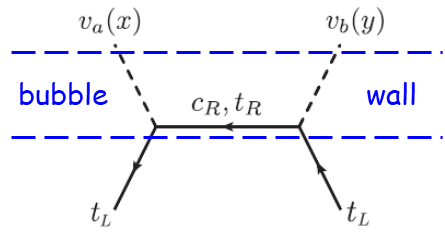 v_a(x) v_b(y)
bubble c_R, t_R wall
t_L t_L